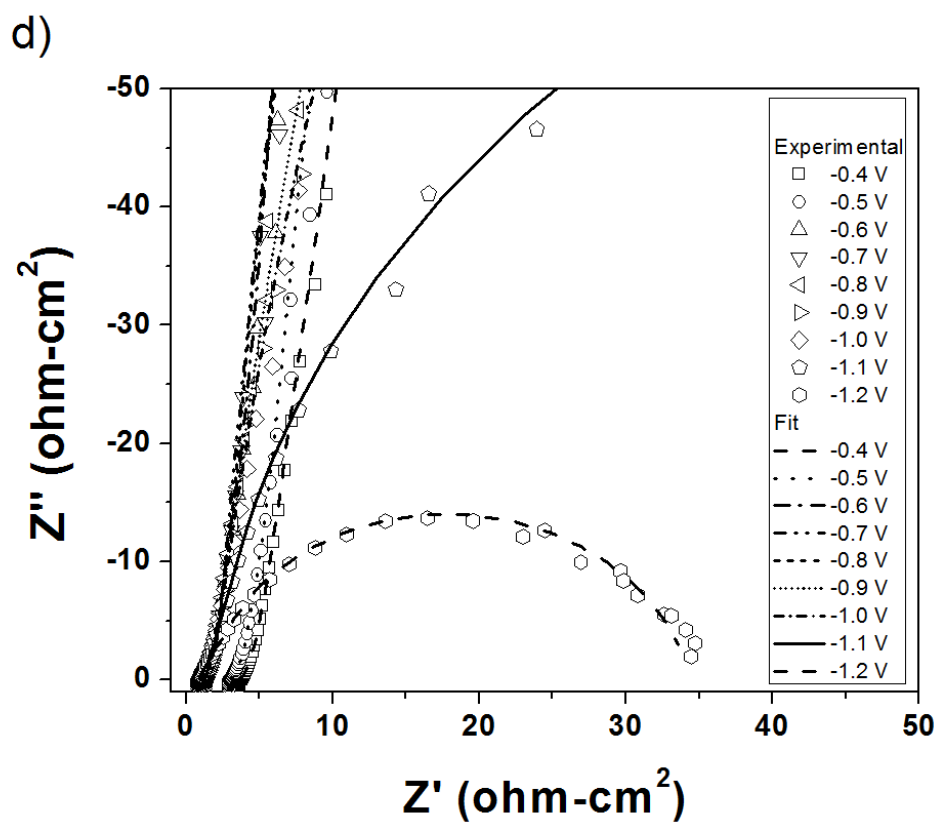 d)
-50
-40
-30
-20
-10
0
Z'' (ohm-cm²)
0 10 20 30 40 50
Z' (ohm-cm²)
Experimental
-0.4 V
-0.5 V
-0.6 V
-0.7 V
-0.8 V
-0.9 V
-1.0 V
-1.1 V
-1.2 V
Fit
-0.4 V
-0.5 V
-0.6 V
-0.7 V
-0.8 V
-0.9 V
-1.0 V
-1.1 V
-1.2 V